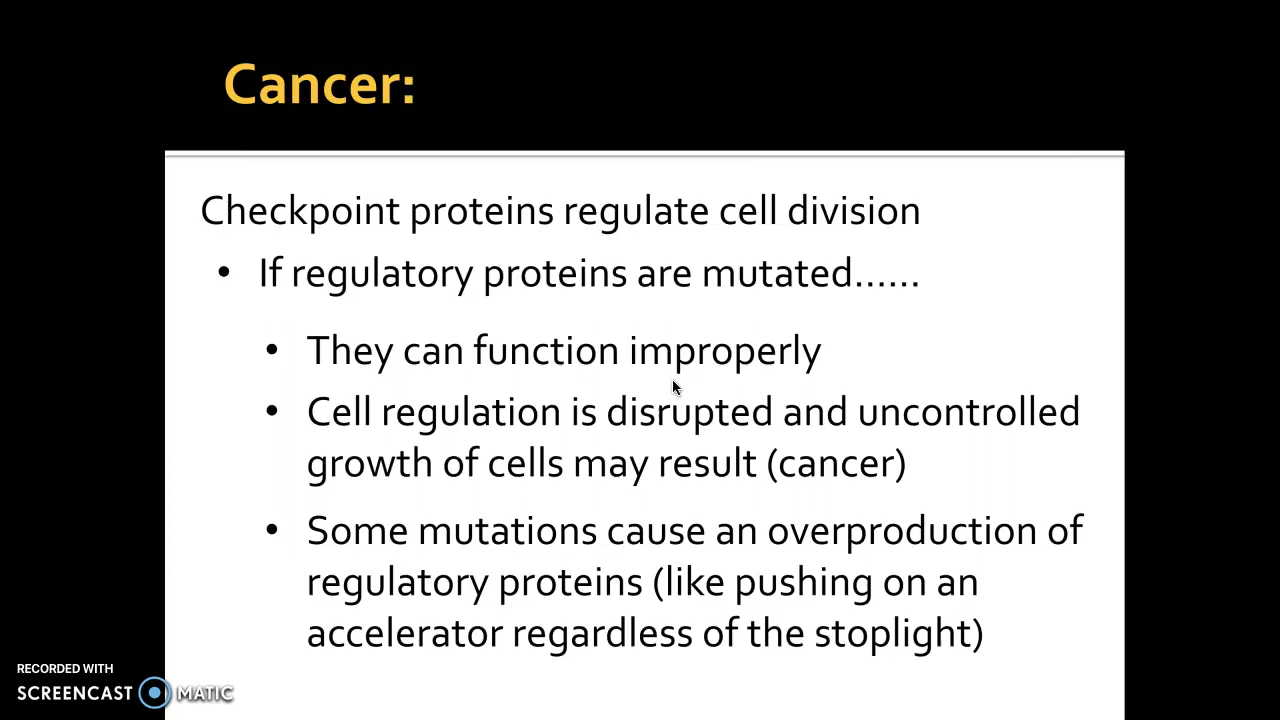 Cancer:
Checkpoint proteins regulate cell division
• If regulatory proteins are mutated......
• They can function improperly
• Cell regulation is disrupted and uncontrolled
growth of cells may result (cancer)
• Some mutations cause an overproduction of
regulatory proteins (like pushing on an
accelerator regardless of the stoplight)
RECORDED WITH
SCREENCAST MATIC